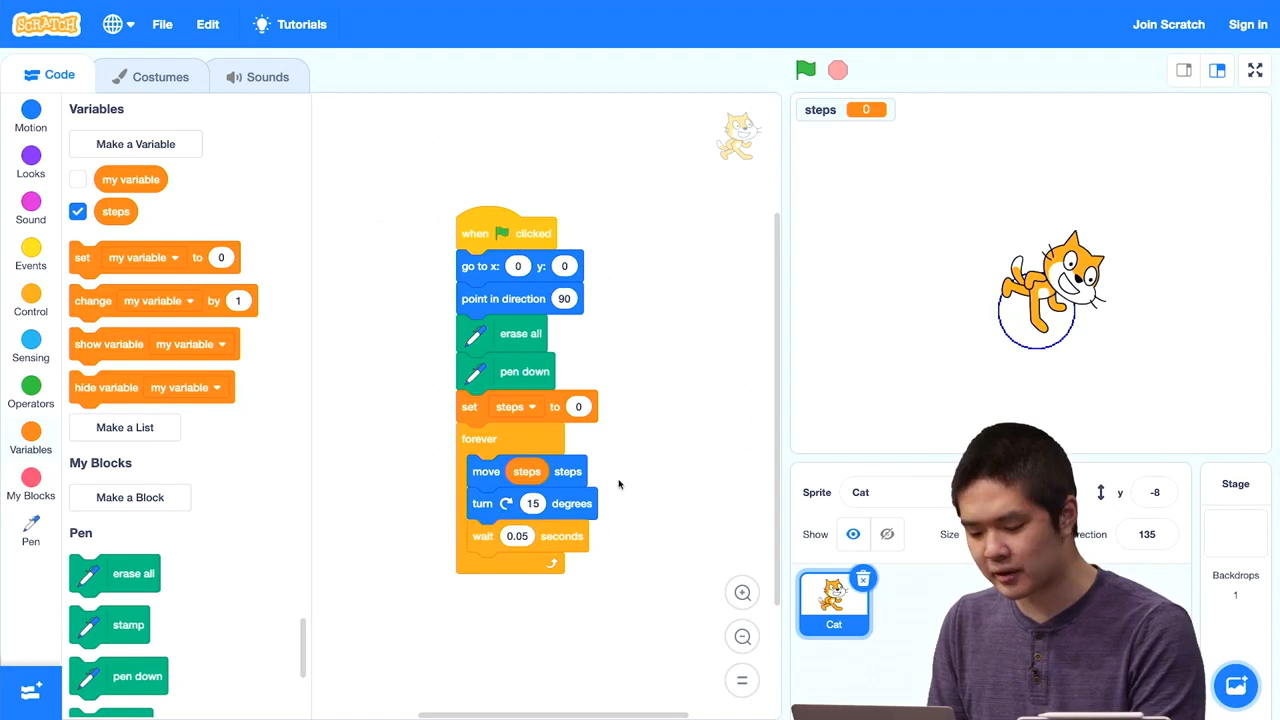 SCRATCH File Edit Tutorials Join Scratch Sign in
Code Costumes Sounds
Motion
Looks
Sound
Events
Control
Sensing
Operators
Variables
My Blocks
Pen
Variables
Make a Variable
my variable
steps
set my variable to 0
change my variable by 1
show variable my variable
hide variable my variable
Make a List
My Blocks
Make a Block
Pen
erase all
stamp
pen down
when clicked
go to x: 0 y: 0
point in direction 90
erase all
pen down
set steps to 0
forever
move steps steps
turn 15 degrees
wait 0.05 seconds
steps 0
Sprite Cat y -8
Show Size 135
Cat
Stage
Backdrops
1